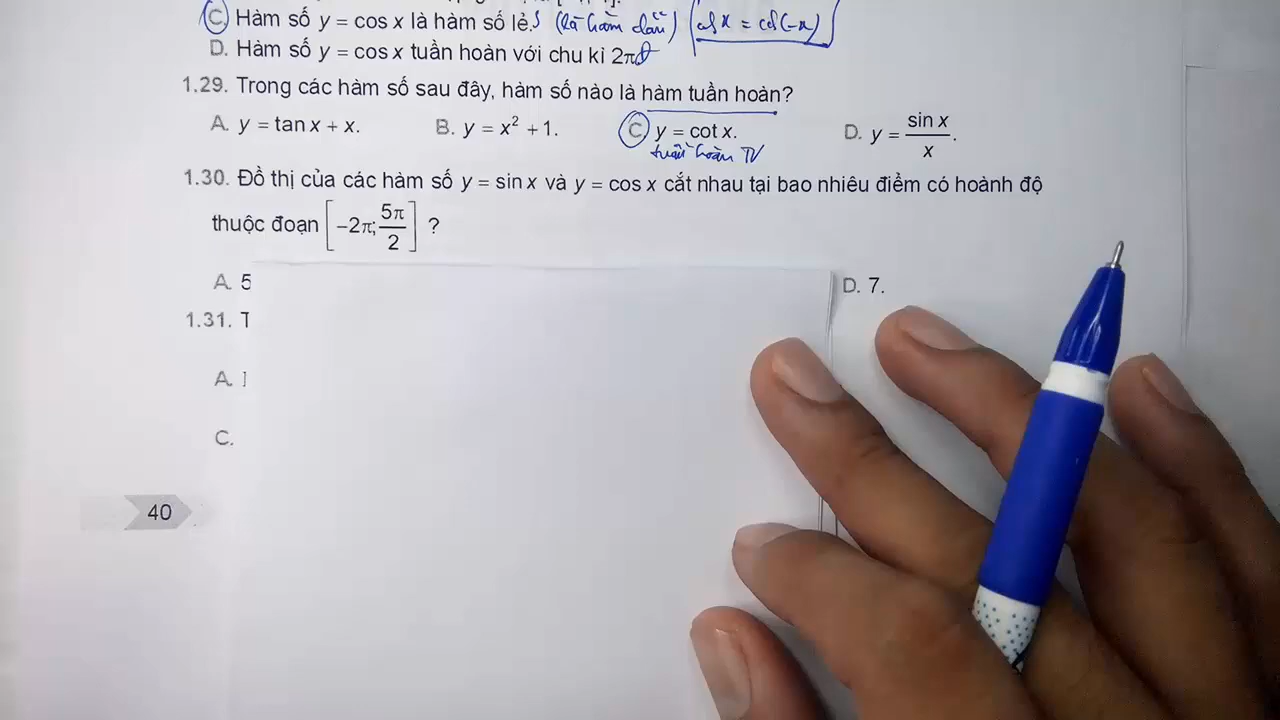 C. Hàm số y = cos x là hàm số lẻ. S (là hàm chẵn) cos x = cos(-x)
D. Hàm số y = cos x tuần hoàn với chu kì 2π Đ
1.29. Trong các hàm số sau đây, hàm số nào là hàm tuần hoàn?
A. y = tan x + x. B. y = x² + 1. C. y = cot x. D. y = sin x / x.
tuần hoàn π
1.30. Đồ thị của các hàm số y = sin x và y = cos x cắt nhau tại bao nhiêu điểm có hoành độ
thuộc đoạn [−2π; 5π/2] ?
A. 5 D. 7.
1.31. T
A.
C.
40